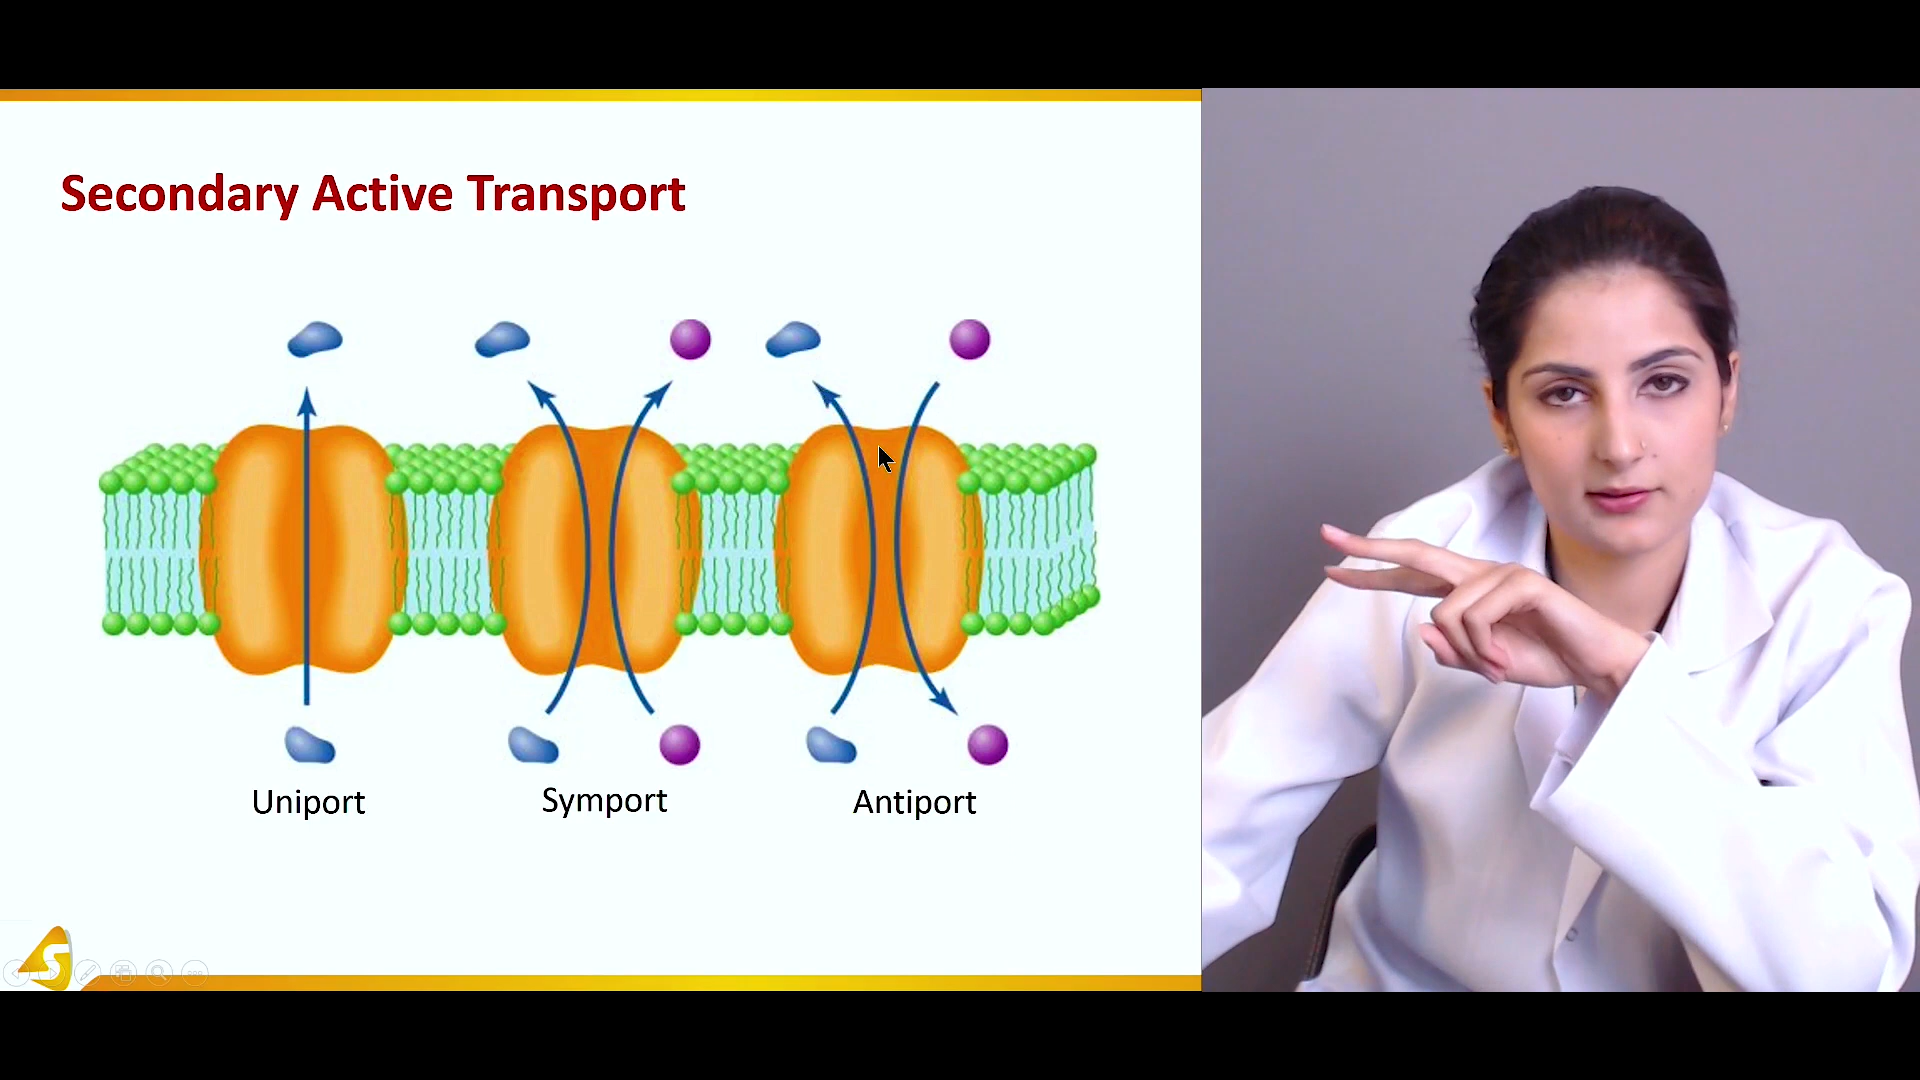 Secondary Active Transport
Uniport
Symport
Antiport
S